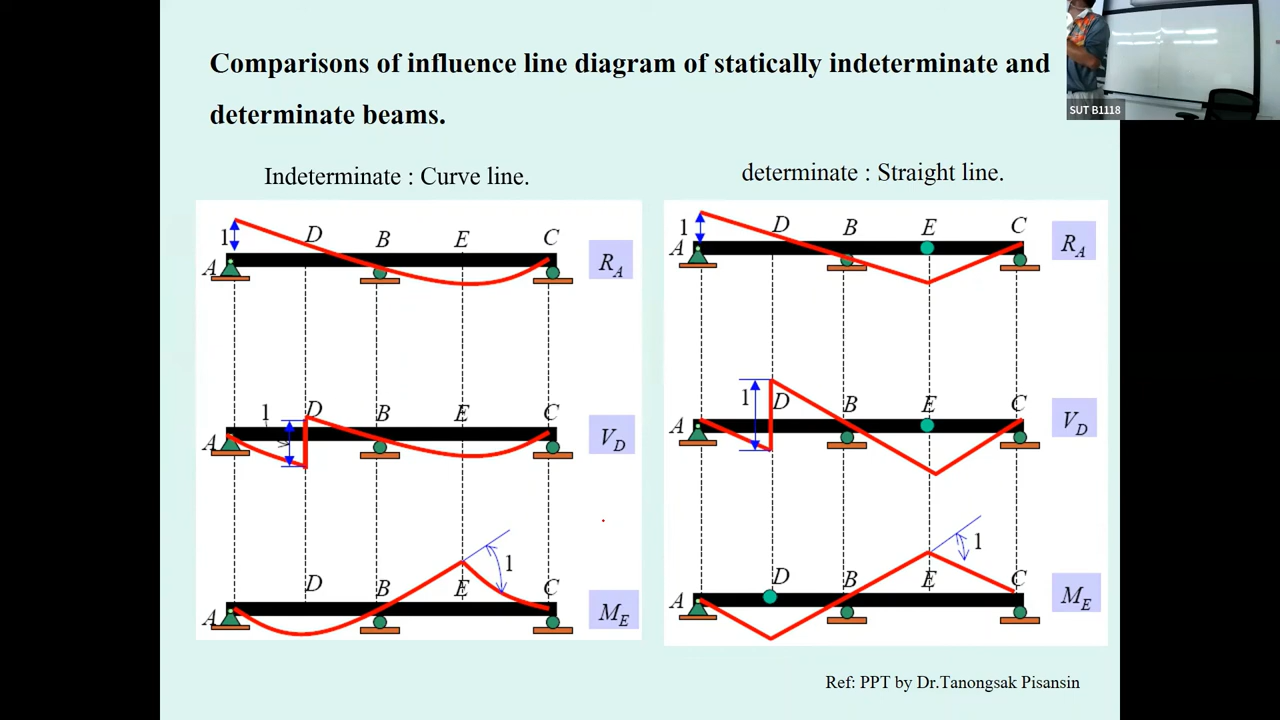 Comparisons of influence line diagram of statically indeterminate and
determinate beams.
SUT B1118
Indeterminate : Curve line.
determinate : Straight line.
1 A D B E C R_A
1 A D B E C R_A
1 A D B E C V_D
1 A D B E C V_D
A D B E C 1 M_E
A D B E C 1 M_E
Ref: PPT by Dr.Tanongsak Pisansin